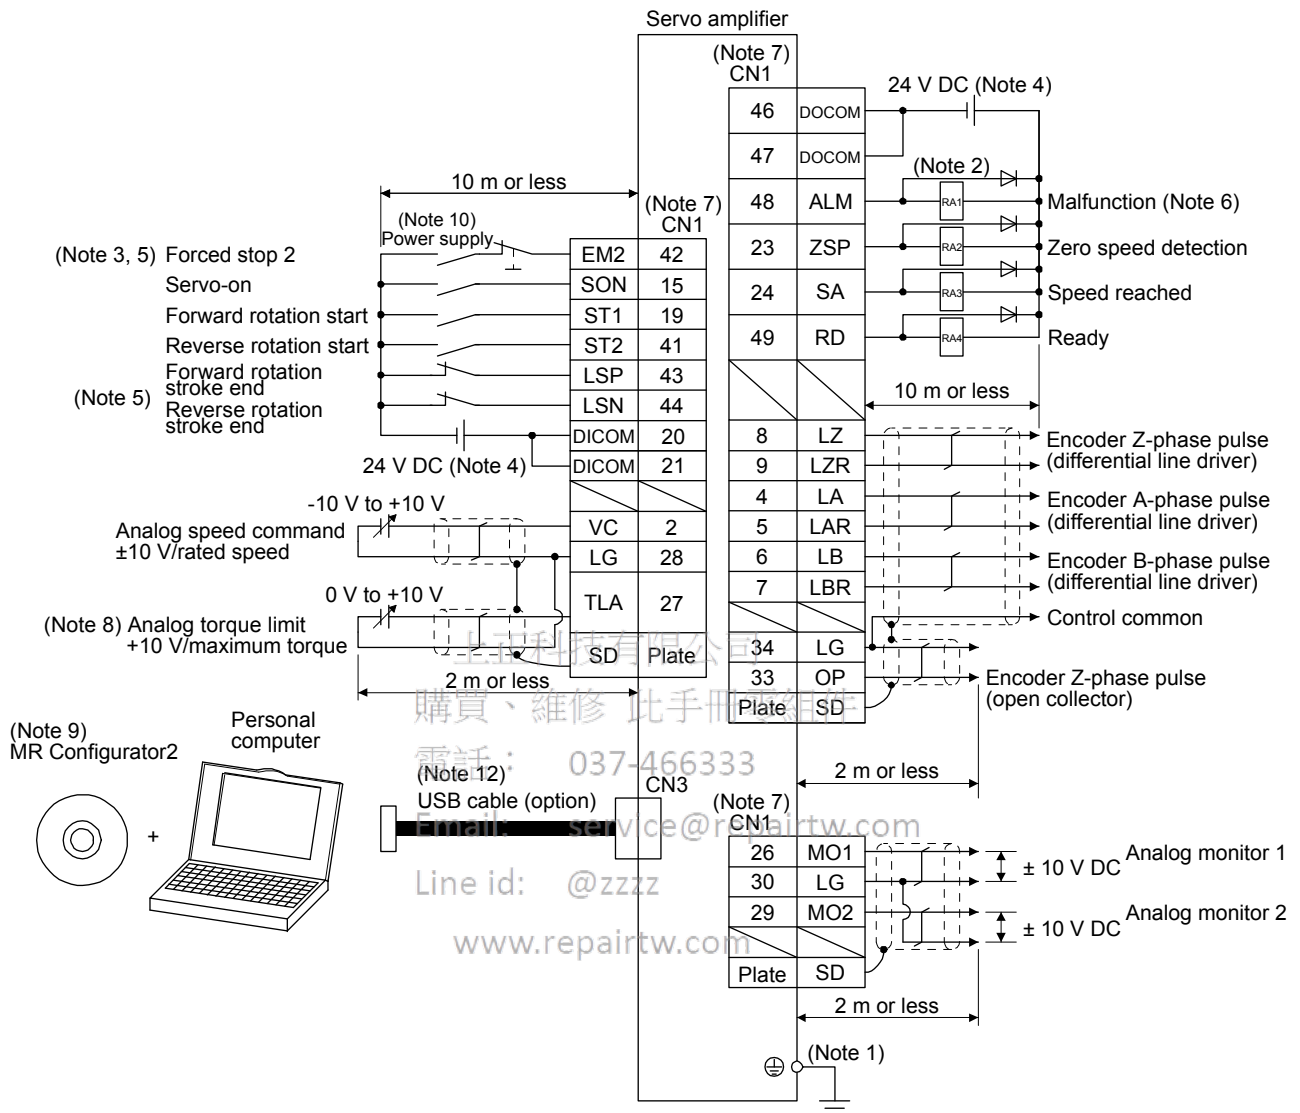 Servo amplifier
(Note 7)
CN1
24 V DC (Note 4)
46 DOCOM
47 DOCOM
(Note 2)
48 ALM RA1 Malfunction (Note 6)
23 ZSP RA2 Zero speed detection
24 SA RA3 Speed reached
49 RD RA4 Ready
10 m or less
8 LZ Encoder Z-phase pulse
9 LZR (differential line driver)
4 LA Encoder A-phase pulse
5 LAR (differential line driver)
6 LB Encoder B-phase pulse
7 LBR (differential line driver)
Control common
34 LG
33 OP Encoder Z-phase pulse
(open collector)
Plate SD
2 m or less
10 m or less
(Note 7)
CN1
(Note 10)
Power supply
(Note 3, 5) Forced stop 2 EM2 42
Servo-on SON 15
Forward rotation start ST1 19
Reverse rotation start ST2 41
Forward rotation
stroke end LSP 43
(Note 5)
Reverse rotation
stroke end LSN 44
DICOM 20
24 V DC (Note 4) DICOM 21
-10 V to +10 V
Analog speed command
±10 V/rated speed
VC 2
LG 28
0 V to +10 V
TLA 27
(Note 8) Analog torque limit
+10 V/maximum torque
SD Plate
2 m or less
上正科技有限公司
購買、維修 此手冊零組件
電話： 037-466333
Email: service@repairtw.com
Line id: @zzzz
www.repairtw.com
(Note 9)
MR Configurator2
+
Personal
computer
(Note 12)
USB cable (option)
CN3
(Note 7)
CN1
26 MO1 Analog monitor 1
± 10 V DC
30 LG
29 MO2 Analog monitor 2
± 10 V DC
Plate SD
2 m or less
(Note 1)